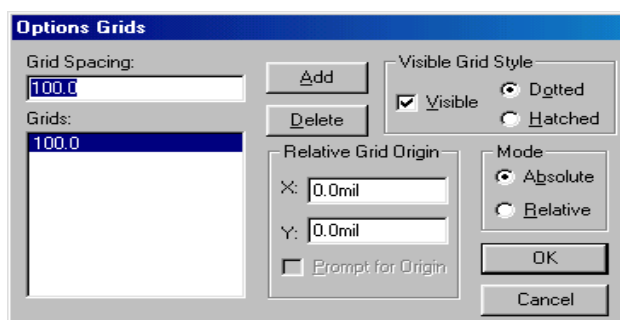 Options Grids
Grid Spacing:
100.0
Add
Delete
Visible Grid Style
Visible
Dotted
Hatched
Grids:
100.0
Relative Grid Origin
X: 0.0mil
Y: 0.0mil
Prompt for Origin
Mode
Absolute
Relative
OK
Cancel